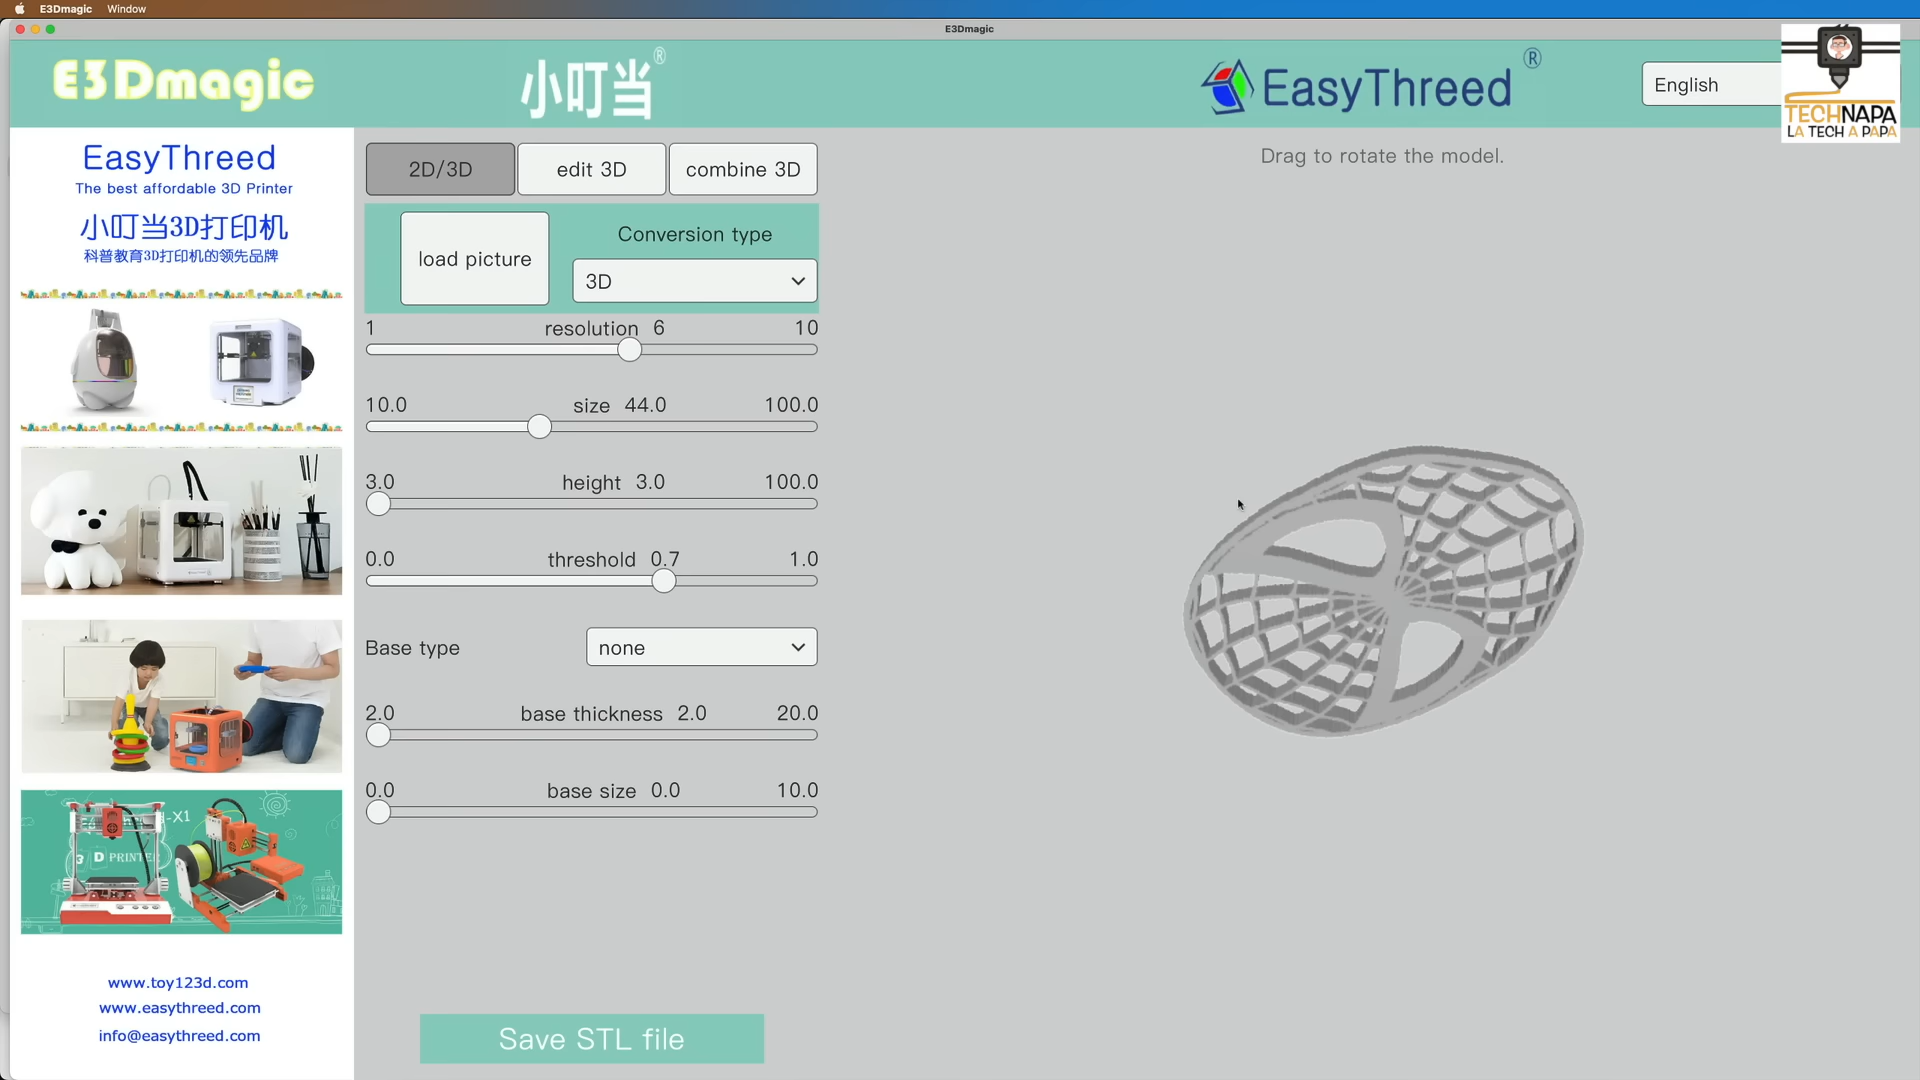 E3Dmagic Window
E3Dmagic
E3Dmagic
小叮当®
EasyThreed®
English
TECHNAPA
LA TECH A PAPA
EasyThreed
The best affordable 3D Printer
小叮当3D打印机
科普教育3D打印机的领先品牌
2D/3D
edit 3D
combine 3D
Drag to rotate the model.
load picture
Conversion type
3D
1 resolution 6 10
10.0 size 44.0 100.0
3.0 height 3.0 100.0
0.0 threshold 0.7 1.0
Base type none
2.0 base thickness 2.0 20.0
0.0 base size 0.0 10.0
-X1
3D PRINTER
www.toy123d.com
www.easythreed.com
info@easythreed.com
Save STL file